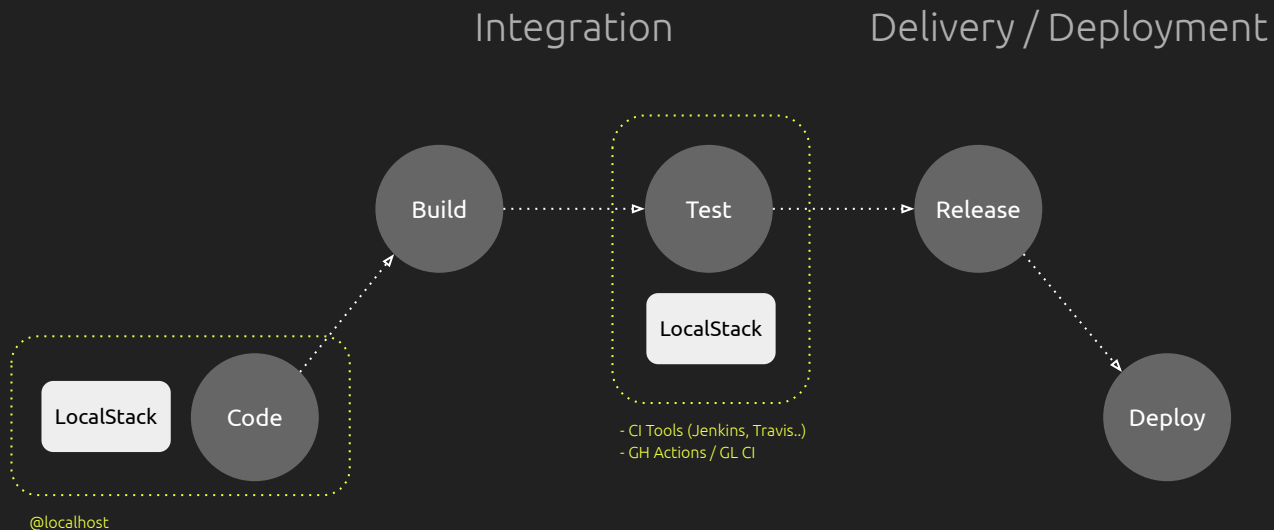 Integration
Delivery / Deployment
Build
Test
Release
LocalStack
LocalStack
Code
Deploy
- CI Tools (Jenkins, Travis..)
- GH Actions / GL CI
@localhost